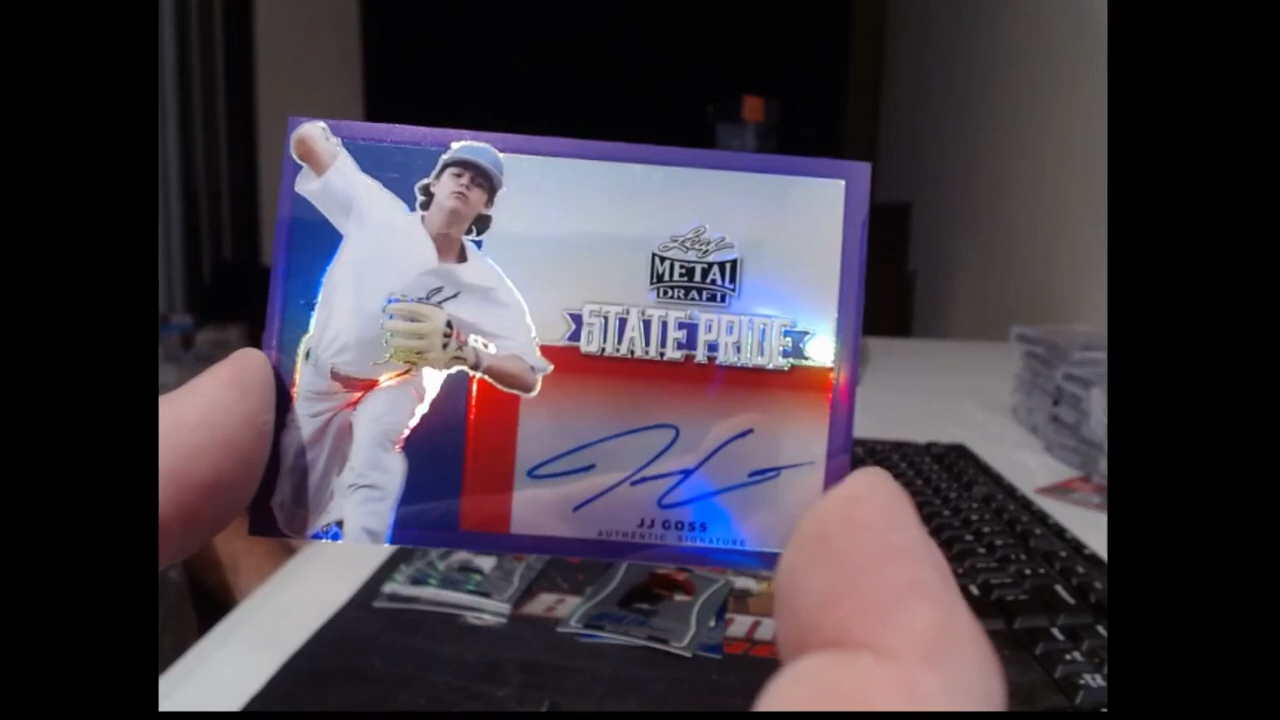 Leaf
METAL
DRAFT
STATE PRIDE
JJ GOSS
AUTHENTIC SIGNATURE